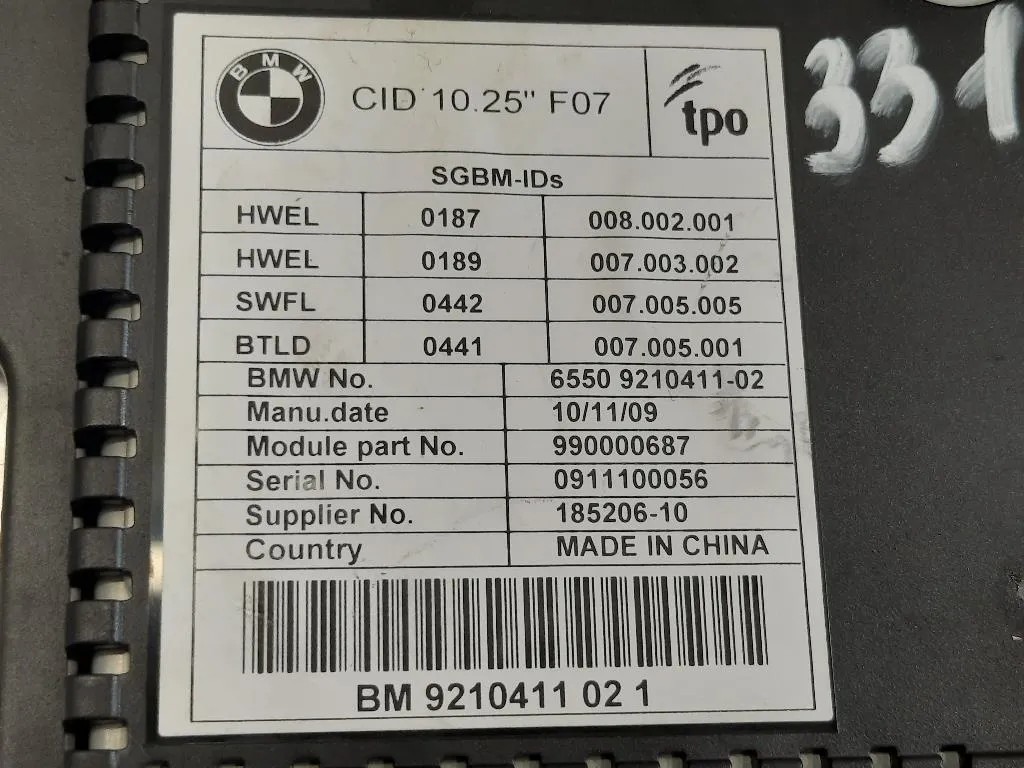 BMW
CID 10.25" F07
tpo
331
SGBM-IDs
HWEL 0187 008.002.001
HWEL 0189 007.003.002
SWFL 0442 007.005.005
BTLD 0441 007.005.001
BMW No. 6550 9210411-02
Manu.date 10/11/09
Module part No. 990000687
Serial No. 0911100056
Supplier No. 185206-10
Country MADE IN CHINA
BM 9210411 02 1